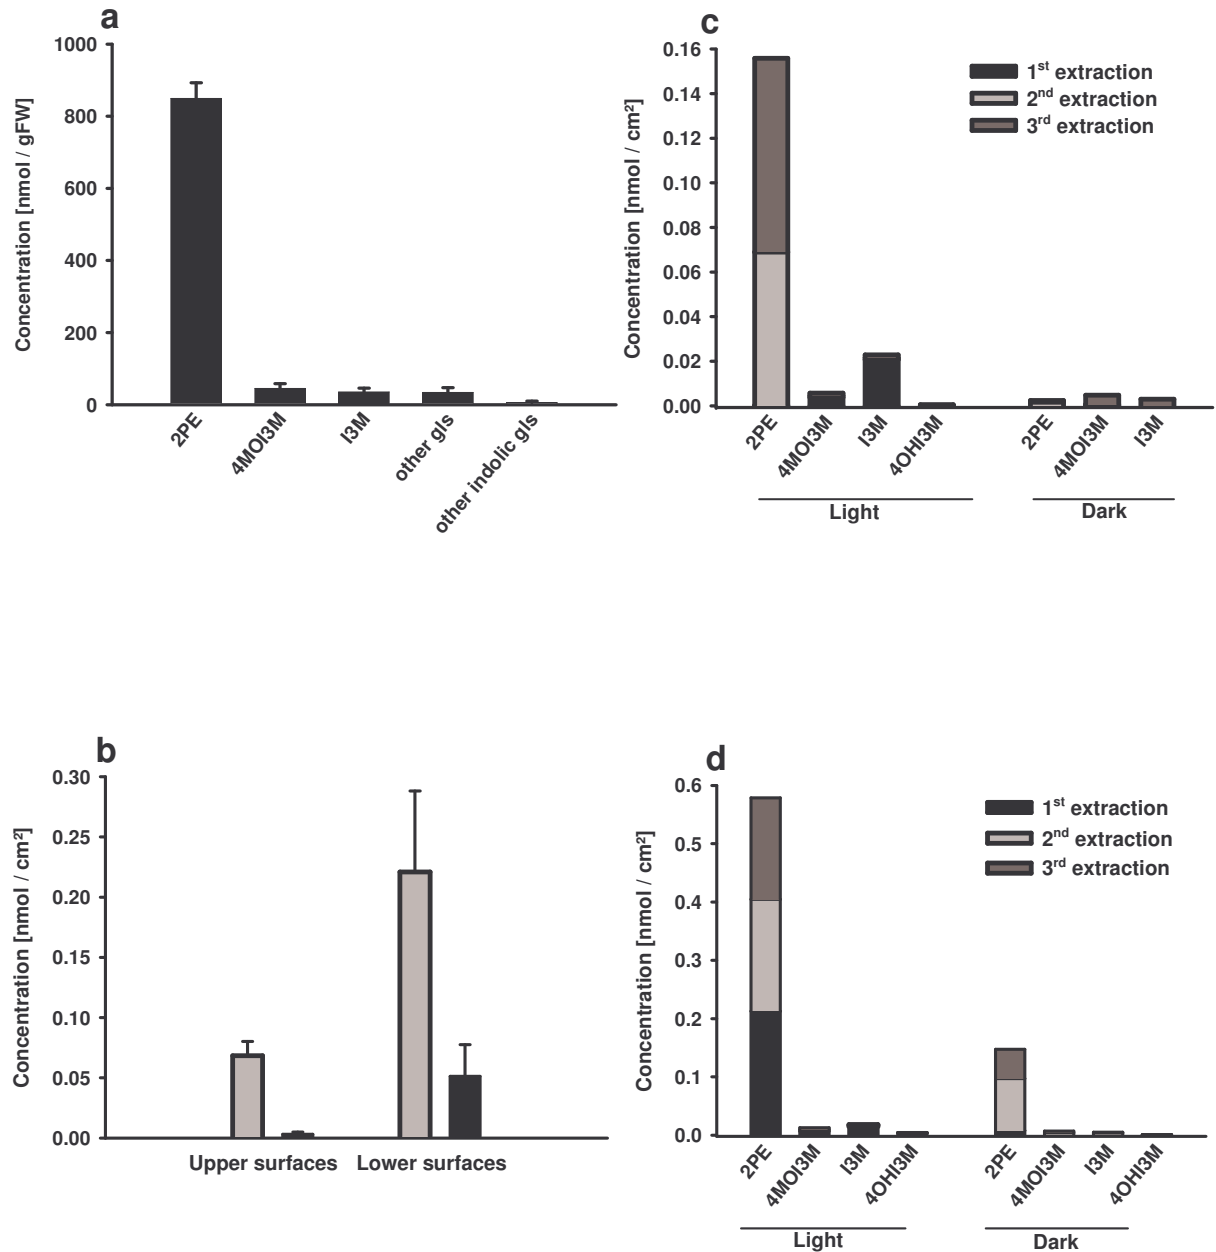 a
Concentration [nmol / gFW]
1000
800
600
400
200
0
2PE
4MOI3M
I3M
other gls
other indolic gls
c
Concentration [nmol / cm²]
0.16
0.14
0.12
0.10
0.08
0.06
0.04
0.02
0.00
1st extraction
2nd extraction
3rd extraction
2PE
4MOI3M
I3M
4OHI3M
2PE
4MOI3M
I3M
Light
Dark
b
Concentration [nmol / cm²]
0.30
0.25
0.20
0.15
0.10
0.05
0.00
Upper surfaces
Lower surfaces
d
Concentration [nmol / cm²]
0.6
0.5
0.4
0.3
0.2
0.1
0.0
1st extraction
2nd extraction
3rd extraction
2PE
4MOI3M
I3M
4OHI3M
2PE
4MOI3M
I3M
4OHI3M
Light
Dark